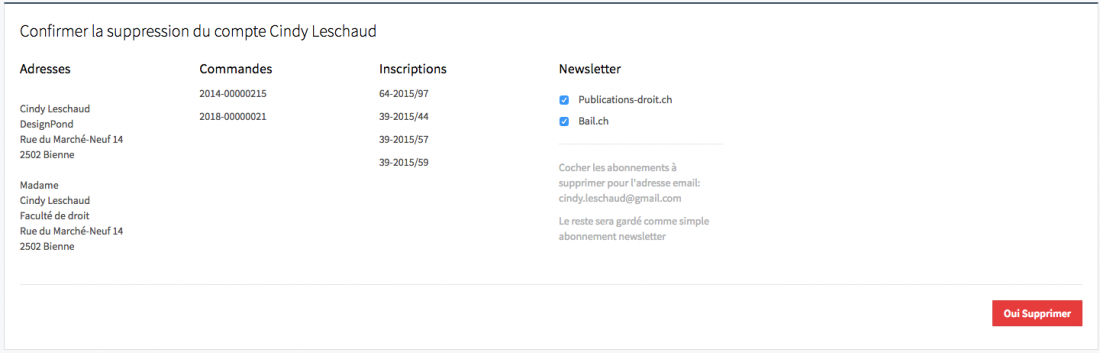 Confirmer la suppression du compte Cindy Leschaud
Adresses
Cindy Leschaud
DesignPond
Rue du Marché-Neuf 14
2502 Bienne
Madame
Cindy Leschaud
Faculté de droit
Rue du Marché-Neuf 14
2502 Bienne
Commandes
2014-00000215
2018-00000021
Inscriptions
64-2015/97
39-2015/44
39-2015/57
39-2015/59
Newsletter
Publications-droit.ch
Bail.ch
Cocher les abonnements à
supprimer pour l'adresse email:
cindy.leschaud@gmail.com
Le reste sera gardé comme simple
abonnement newsletter
Oui Supprimer